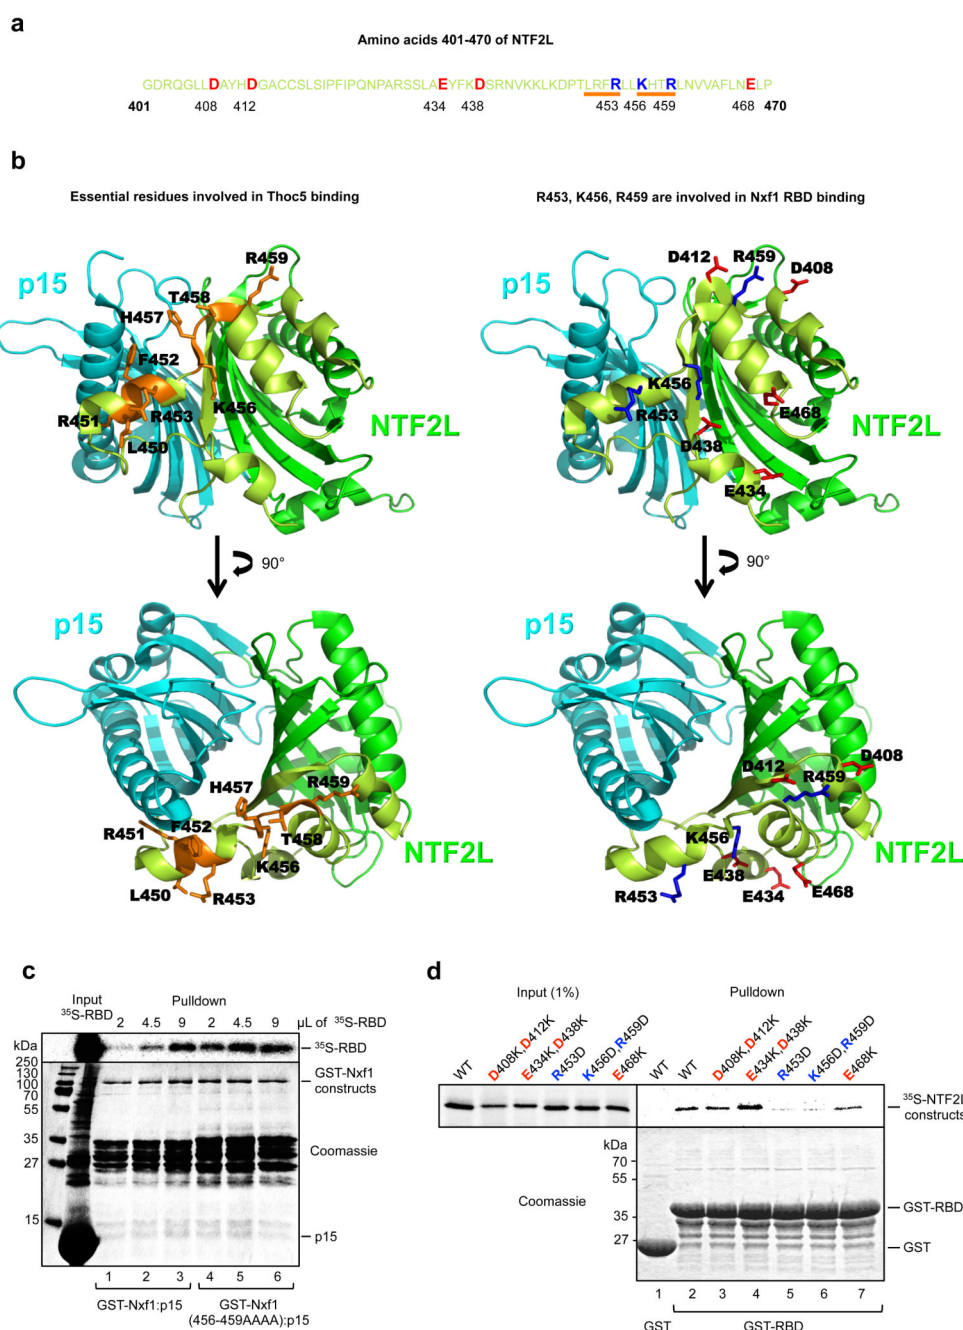 a
Amino acids 401-470 of NTF2L
GDRQGLLDAYHDGACCSLSIPFIPQNPARSSLAEYFKDSRNVKKLKDPTLRFRLLKHTRLNVVAFLNELP
401 408 412 434 438 453 456 459 468 470
b
Essential residues involved in Thoc5 binding
R453, K456, R459 are involved in Nxf1 RBD binding
p15
R459
T458
H457
F452
K456
R451
R453
L450
NTF2L
p15
D412
R459
D408
K456
R453
E468
D438
E434
NTF2L
90°
90°
p15
H457
R459
R451
F452
T458
K456
L450
R453
NTF2L
p15
D412
D408
R459
K456
E438
R453
E434
E468
NTF2L
c
Input
35S-RBD
Pulldown
2 4.5 9 2 4.5 9 µL of 35S-RBD
kDa
250
130
100
70
55
35
27
15
35S-RBD
GST-Nxf1
constructs
Coomassie
p15
1 2 3 4 5 6
GST-Nxf1:p15
GST-Nxf1
(456-459AAAA):p15
d
Input (1%)
Pulldown
WT D408K,D412K E434K,D438K R453D K456D,R459D E468K
WT WT D408K,D412K E434K,D438K R453D K456D,R459D E468K
35S-NTF2L
constructs
kDa
70
55
35
27
Coomassie
GST-RBD
GST
1 2 3 4 5 6 7
GST GST-RBD